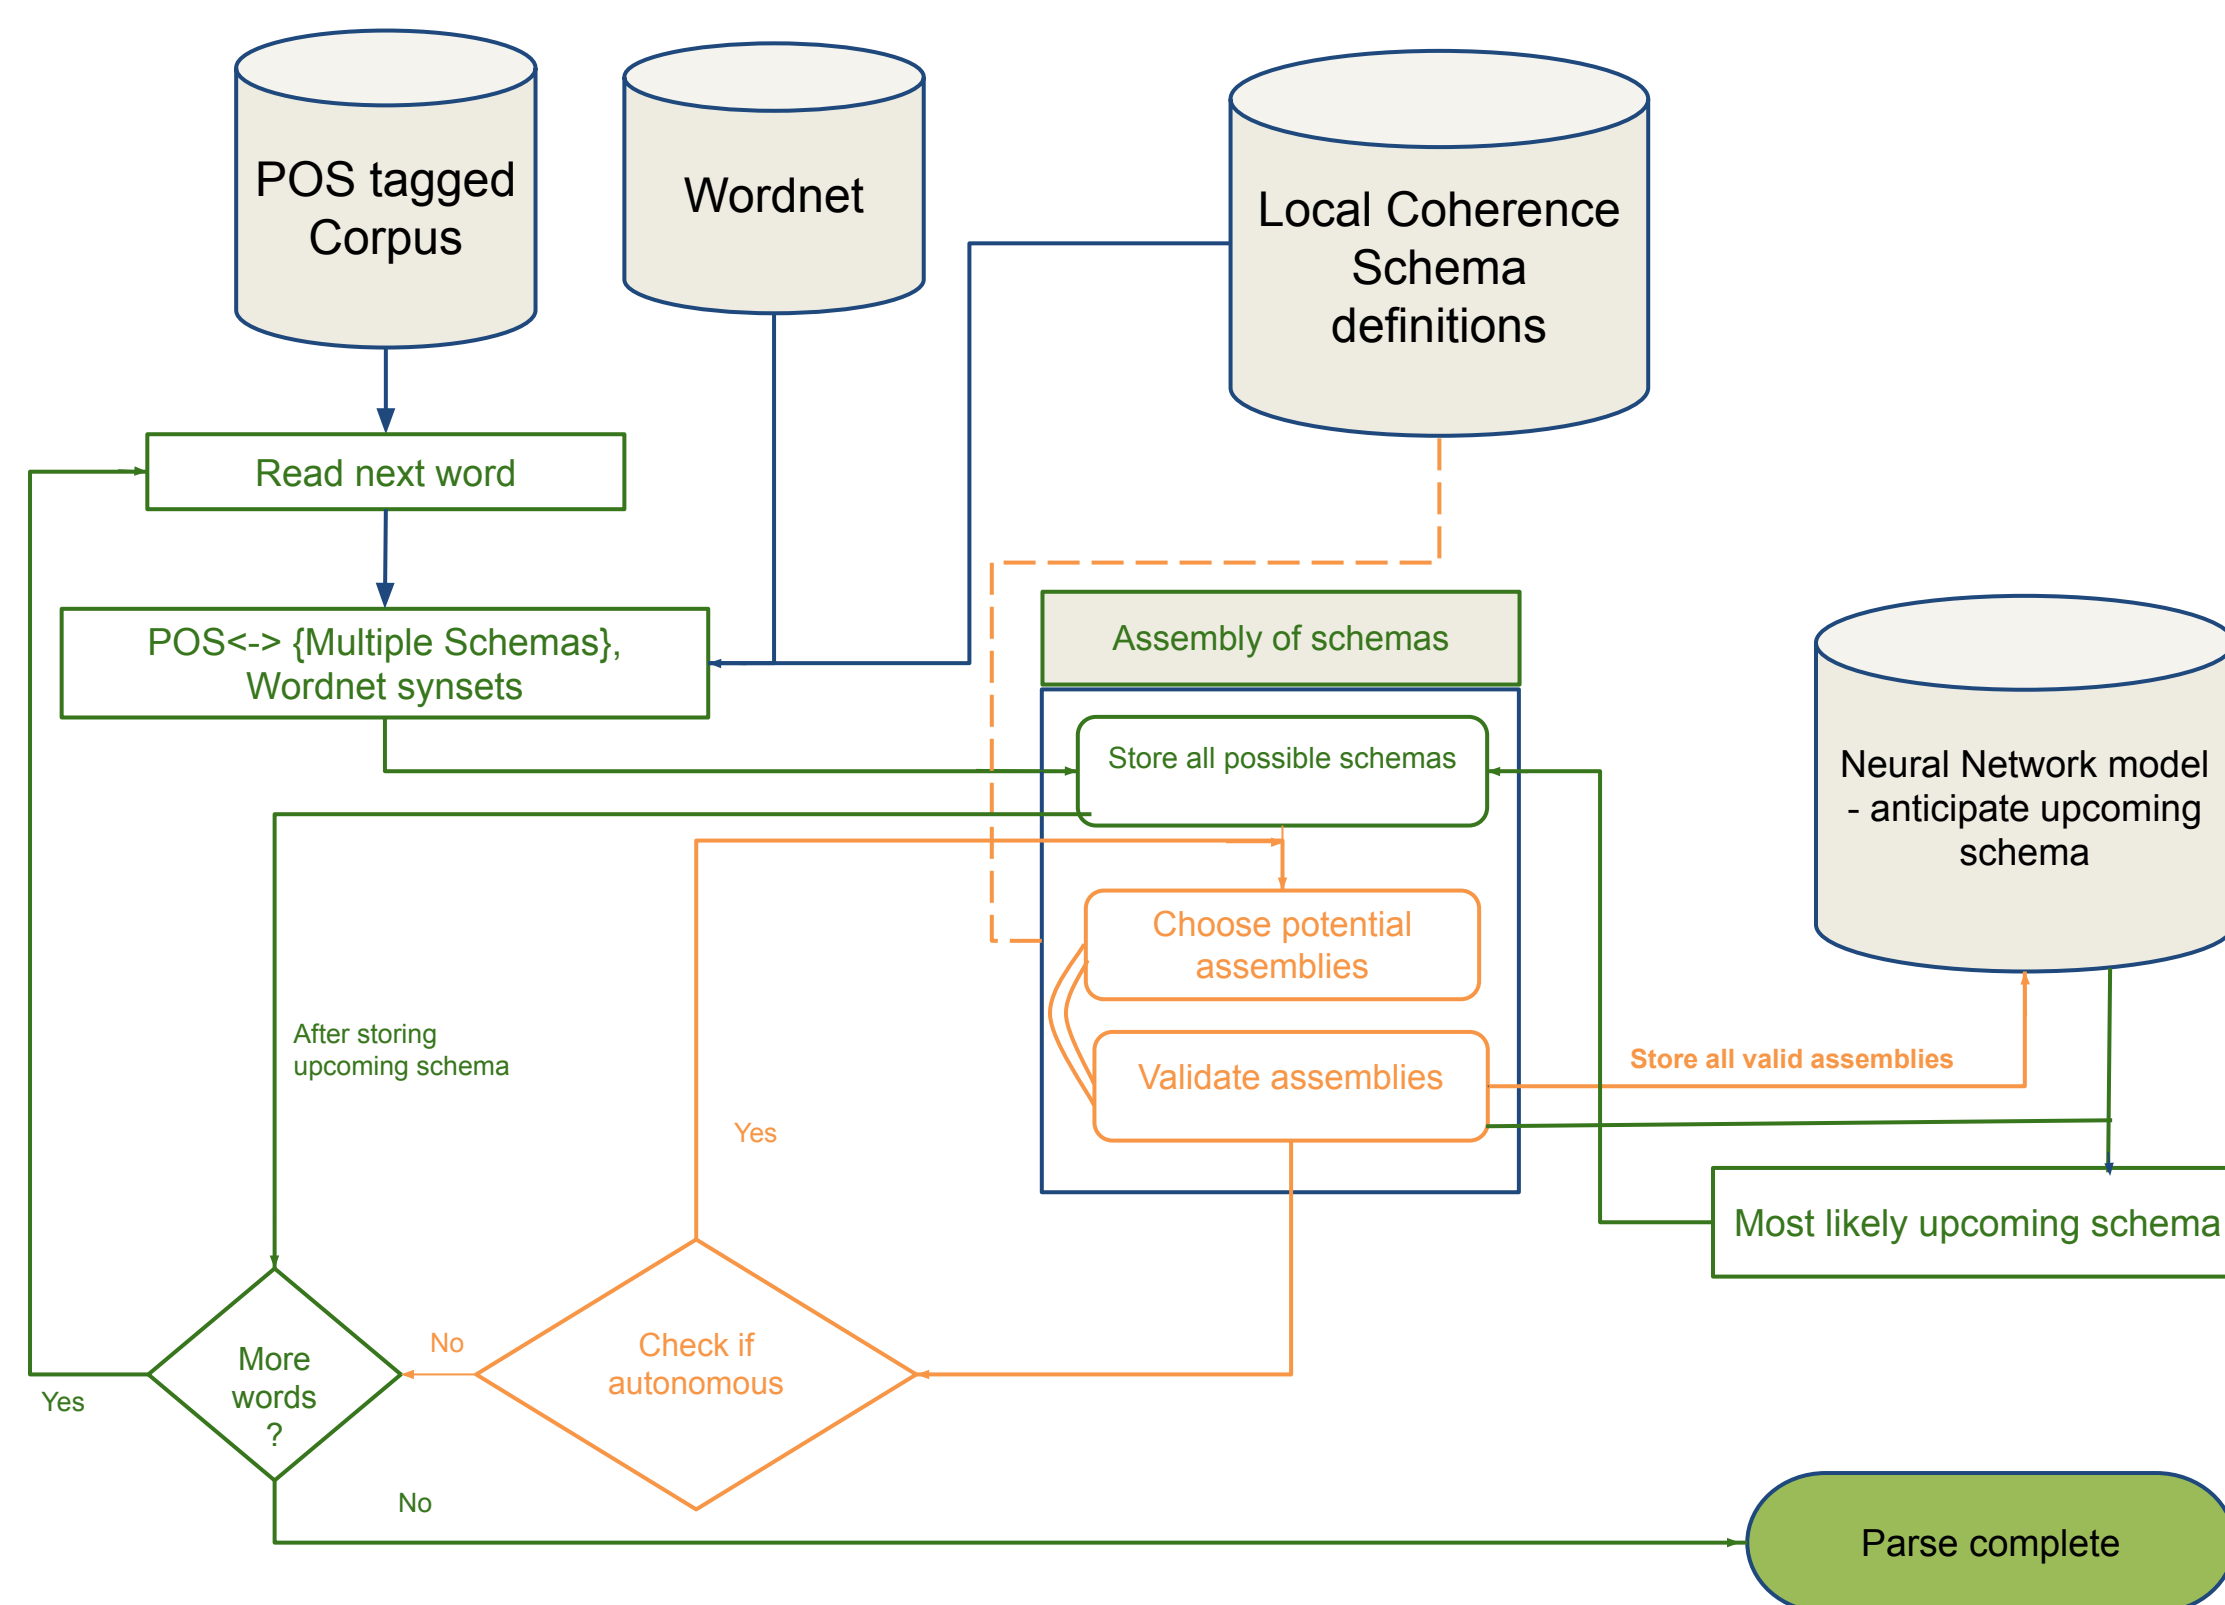 POS tagged
Corpus
Wordnet
Local Coherence
Schema
definitions
Read next word
POS<-> {Multiple Schemas},
Wordnet synsets
Assembly of schemas
Store all possible schemas
Neural Network model
- anticipate upcoming
schema
Choose potential
assemblies
After storing
upcoming schema
Validate assemblies
Store all valid assemblies
Yes
Most likely upcoming schema
No
Check if
autonomous
More
words
?
Yes
No
Parse complete